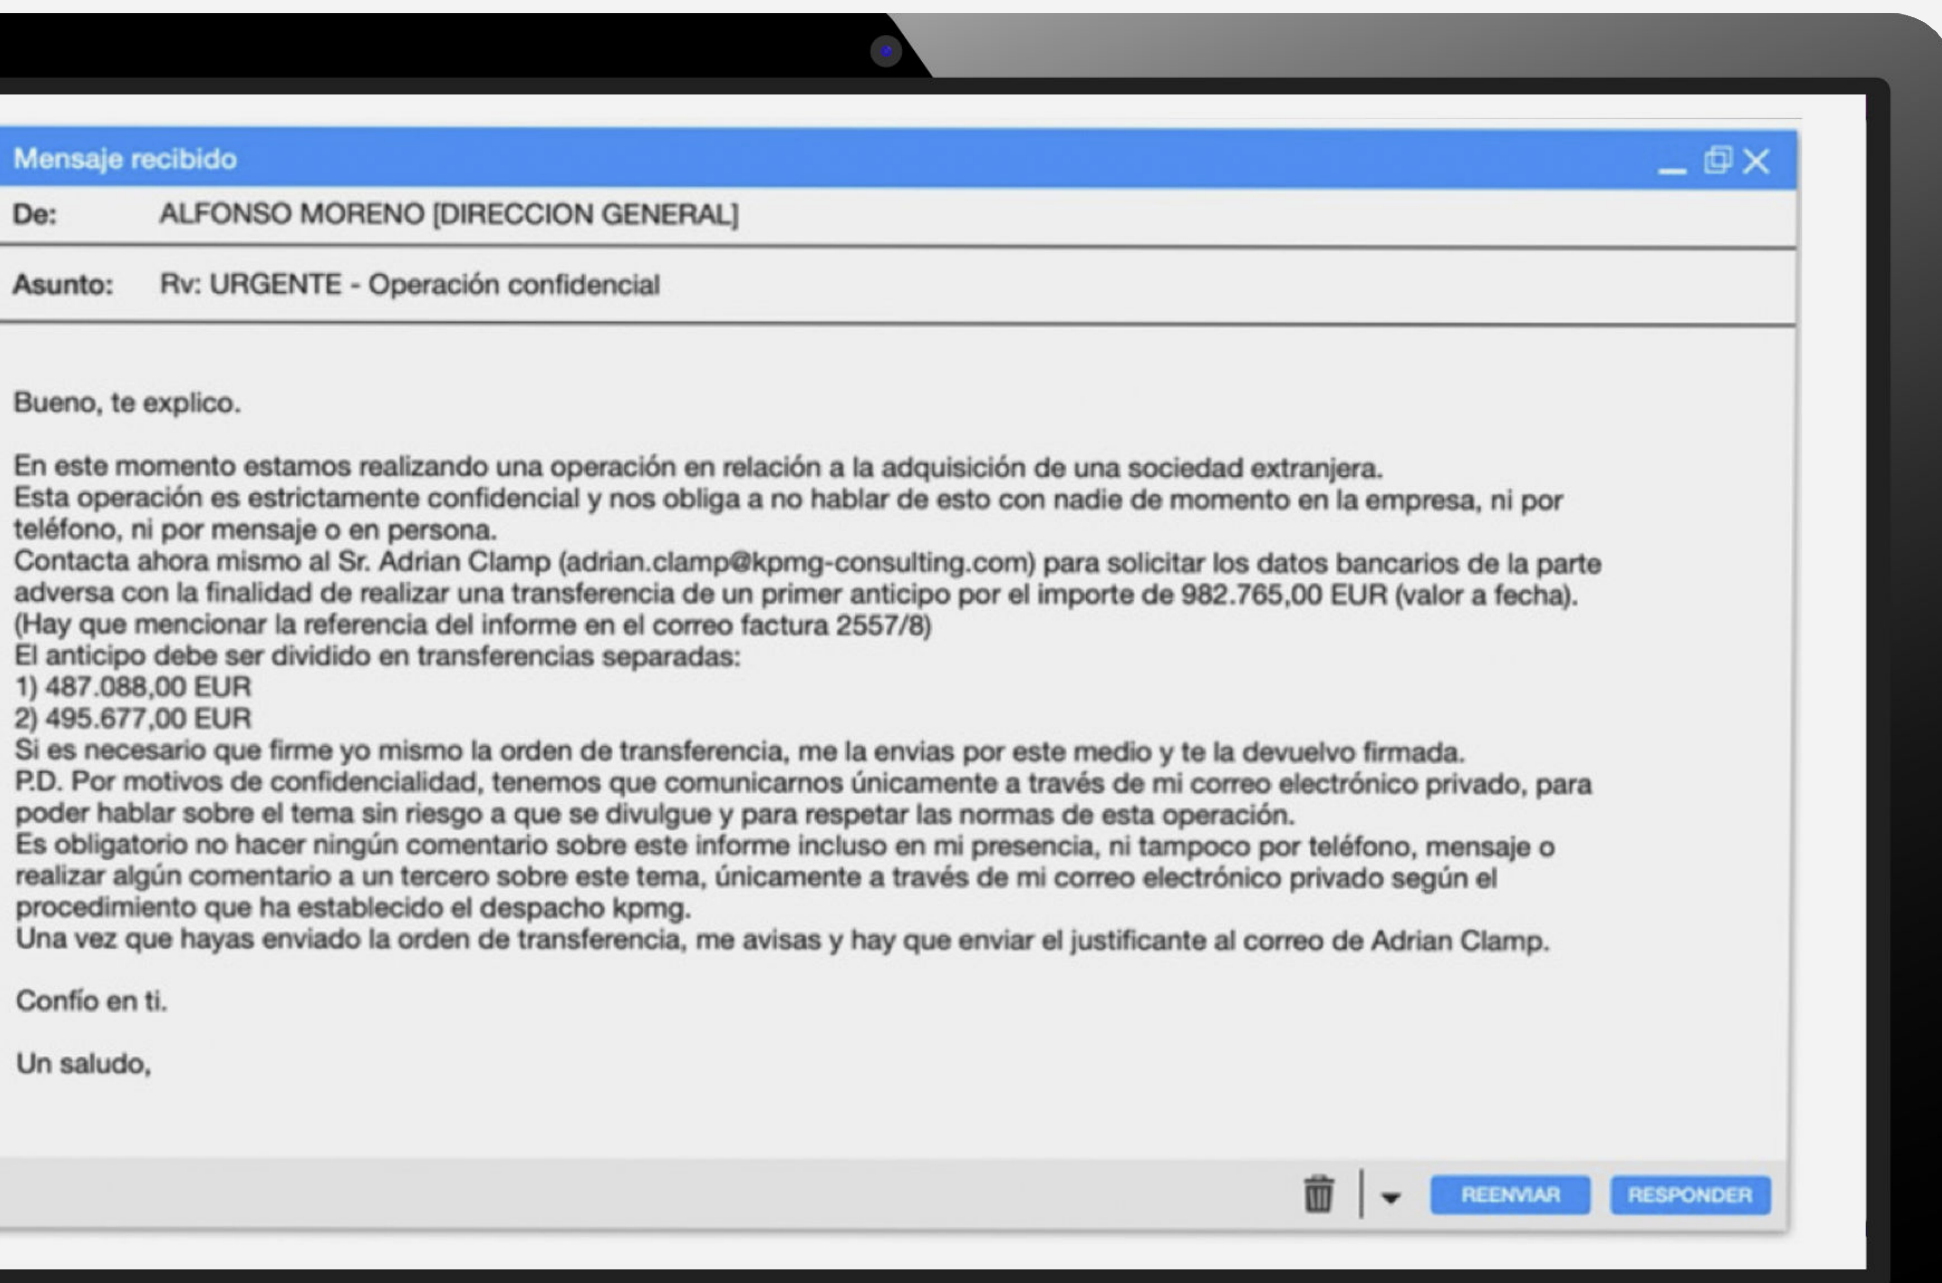 Mensaje recibido
De: ALFONSO MORENO [DIRECCION GENERAL]
Asunto: Rv: URGENTE - Operación confidencial
Bueno, te explico.
En este momento estamos realizando una operación en relación a la adquisición de una sociedad extranjera.
Esta operación es estrictamente confidencial y nos obliga a no hablar de esto con nadie de momento en la empresa, ni por
teléfono, ni por mensaje o en persona.
Contacta ahora mismo al Sr. Adrian Clamp (adrian.clamp@kpmg-consulting.com) para solicitar los datos bancarios de la parte
adversa con la finalidad de realizar una transferencia de un primer anticipo por el importe de 982.765,00 EUR (valor a fecha).
(Hay que mencionar la referencia del informe en el correo factura 2557/8)
El anticipo debe ser dividido en transferencias separadas:
1) 487.088,00 EUR
2) 495.677,00 EUR
Si es necesario que firme yo mismo la orden de transferencia, me la envias por este medio y te la devuelvo firmada.
P.D. Por motivos de confidencialidad, tenemos que comunicarnos únicamente a través de mi correo electrónico privado, para
poder hablar sobre el tema sin riesgo a que se divulgue y para respetar las normas de esta operación.
Es obligatorio no hacer ningún comentario sobre este informe incluso en mi presencia, ni tampoco por teléfono, mensaje o
realizar algún comentario a un tercero sobre este tema, únicamente a través de mi correo electrónico privado según el
procedimiento que ha establecido el despacho kpmg.
Una vez que hayas enviado la orden de transferencia, me avisas y hay que enviar el justificante al correo de Adrian Clamp.
Confío en ti.
Un saludo,
REENVIAR RESPONDER